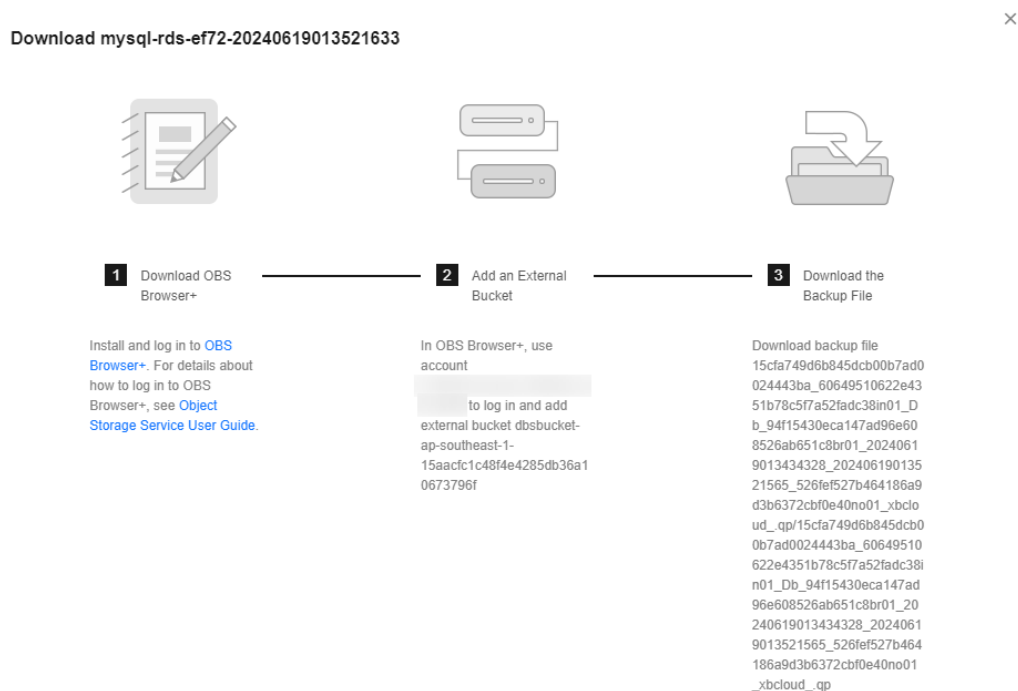 Download mysql-rds-ef72-20240619013521633
1 Download OBS
Browser+
Install and log in to OBS
Browser+. For details about
how to log in to OBS
Browser+, see Object
Storage Service User Guide.
2 Add an External
Bucket
In OBS Browser+, use
account
to log in and add
external bucket dbsbucket-
ap-southeast-1-
15aacfc1c48f4e4285db36a1
0673796f
3 Download the
Backup File
Download backup file
15cfa749d6b845dcb00b7ad0
024443ba_60649510622e43
51b78c5f7a52fadc38in01_D
b_94f15430eca147ad96e60
8526ab651c8br01_2024061
9013434328_202406190135
21565_526fef527b464186a9
d3b6372cbf0e40no01_xbclo
ud_.qp/15cfa749d6b845dcb0
0b7ad0024443ba_60649510
622e4351b78c5f7a52fadc38i
n01_Db_94f15430eca147ad
96e608526ab651c8br01_20
240619013434328_2024061
9013521565_526fef527b464
186a9d3b6372cbf0e40no01
_xbcloud_.qp